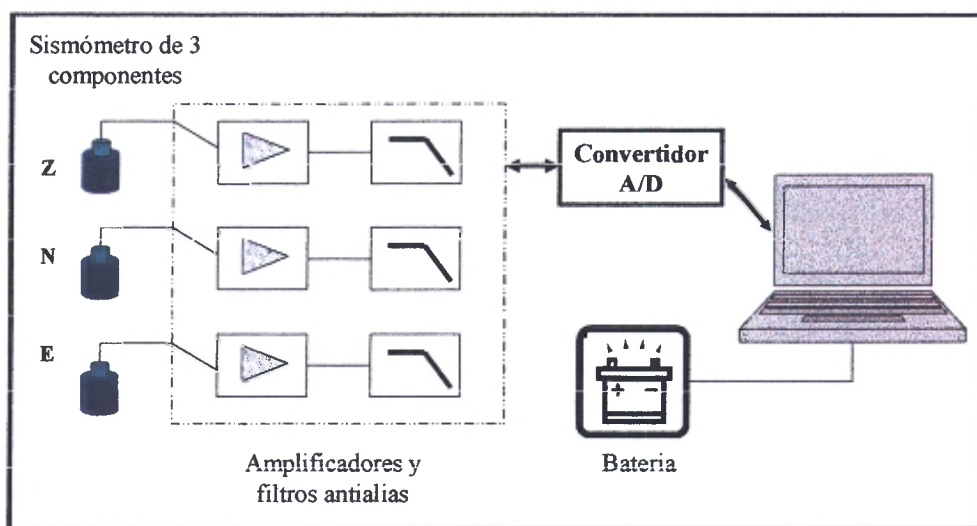 Sismómetro de 3
componentes
Z
N
E
Convertidor
A/D
+ −
Amplificadores y
filtros antialias
Bateria